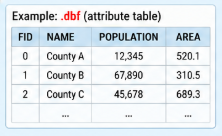 Example: .dbf (attribute table)
FID NAME POPULATION AREA
0 County A 12,345 520.1
1 County B 67,890 310.5
2 County C 45,678 689.3
... ... ...